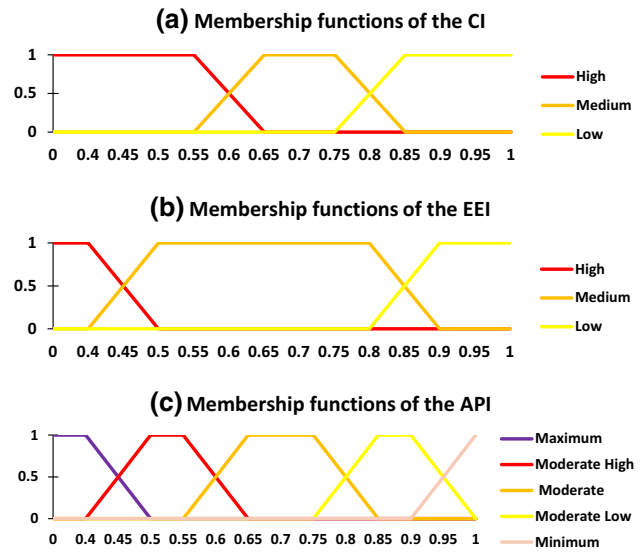 (a) Membership functions of the CI
1
0.5
0
0 0.4 0.45 0.5 0.55 0.6 0.65 0.7 0.75 0.8 0.85 0.9 0.95 1
High
Medium
Low
(b) Membership functions of the EEI
1
0.5
0
0 0.4 0.45 0.5 0.55 0.6 0.65 0.7 0.75 0.8 0.85 0.9 0.95 1
High
Medium
Low
(c) Membership functions of the API
1
0.5
0
0 0.4 0.45 0.5 0.55 0.6 0.65 0.7 0.75 0.8 0.85 0.9 0.95 1
Maximum
Moderate High
Moderate
Moderate Low
Minimum